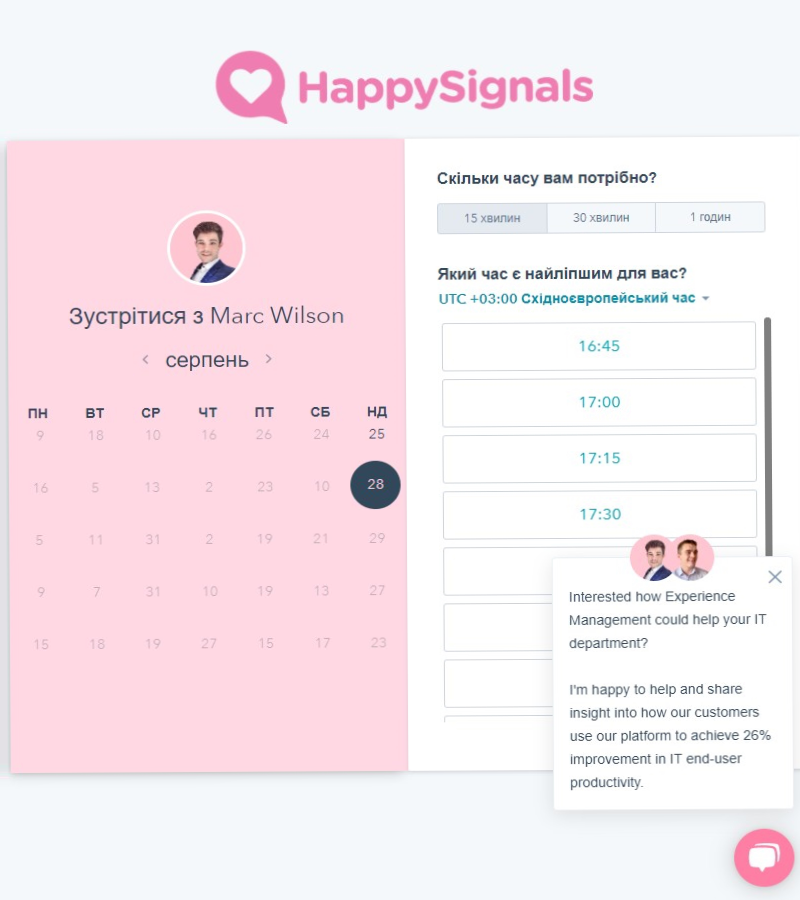 HappySignals
Зустрітися з Marc Wilson
серпень
ПН ВТ СР ЧТ ПТ СБ НД
9 18 10 16 26 24 25
16 5 13 2 23 10 28
5 11 31 2 19 21 29
9 7 31 10 19 13 27
15 18 19 27 15 17 23
Скільки часу вам потрібно?
15 хвилин 30 хвилин 1 годин
Який час є найліпшим для вас?
UTC +03:00 Східноєвропейський час
16:45
17:00
17:15
17:30
Interested how Experience
Management could help your IT
department?
I'm happy to help and share
insight into how our customers
use our platform to achieve 26%
improvement in IT end-user
productivity.